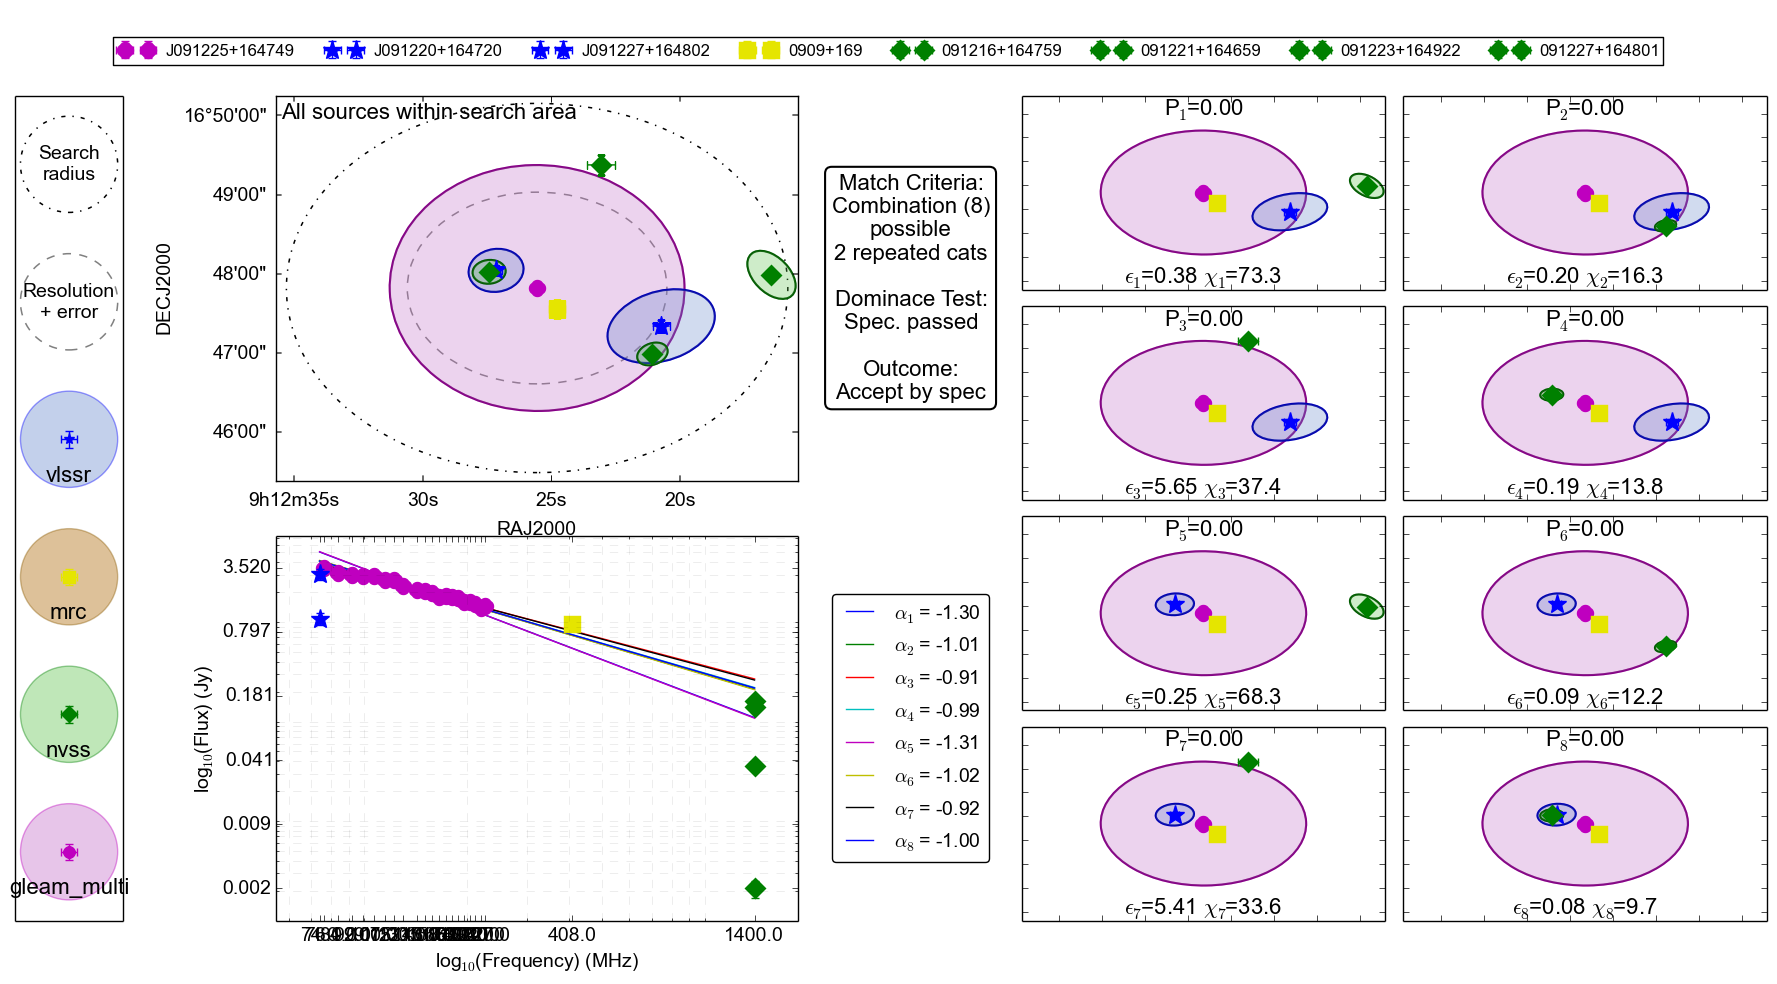 J091225+164749 J091220+164720 J091227+164802 0909+169 091216+164759 091221+164659 091223+164922 091227+164801
Search
radius
Resolution
+ error
vlssr
mrc
nvss
gleam_multi
All sources within search area
DECJ2000
16°50'00"
49'00"
48'00"
47'00"
46'00"
9h12m35s 30s 25s 20s
RAJ2000
Match Criteria:
Combination (8)
possible
2 repeated cats
Dominace Test:
Spec. passed
Outcome:
Accept by spec
log10(Flux) (Jy)
3.520
0.797
0.181
0.041
0.009
0.002
408.0 1400.0
log10(Frequency) (MHz)
α1 = -1.30
α2 = -1.01
α3 = -0.91
α4 = -0.99
α5 = -1.31
α6 = -1.02
α7 = -0.92
α8 = -1.00
P1=0.00
ϵ1=0.38 χ1=73.3
P2=0.00
ϵ2=0.20 χ2=16.3
P3=0.00
ϵ3=5.65 χ3=37.4
P4=0.00
ϵ4=0.19 χ4=13.8
P5=0.00
ϵ5=0.25 χ5=68.3
P6=0.00
ϵ6=0.09 χ6=12.2
P7=0.00
ϵ7=5.41 χ7=33.6
P8=0.00
ϵ8=0.08 χ8=9.7